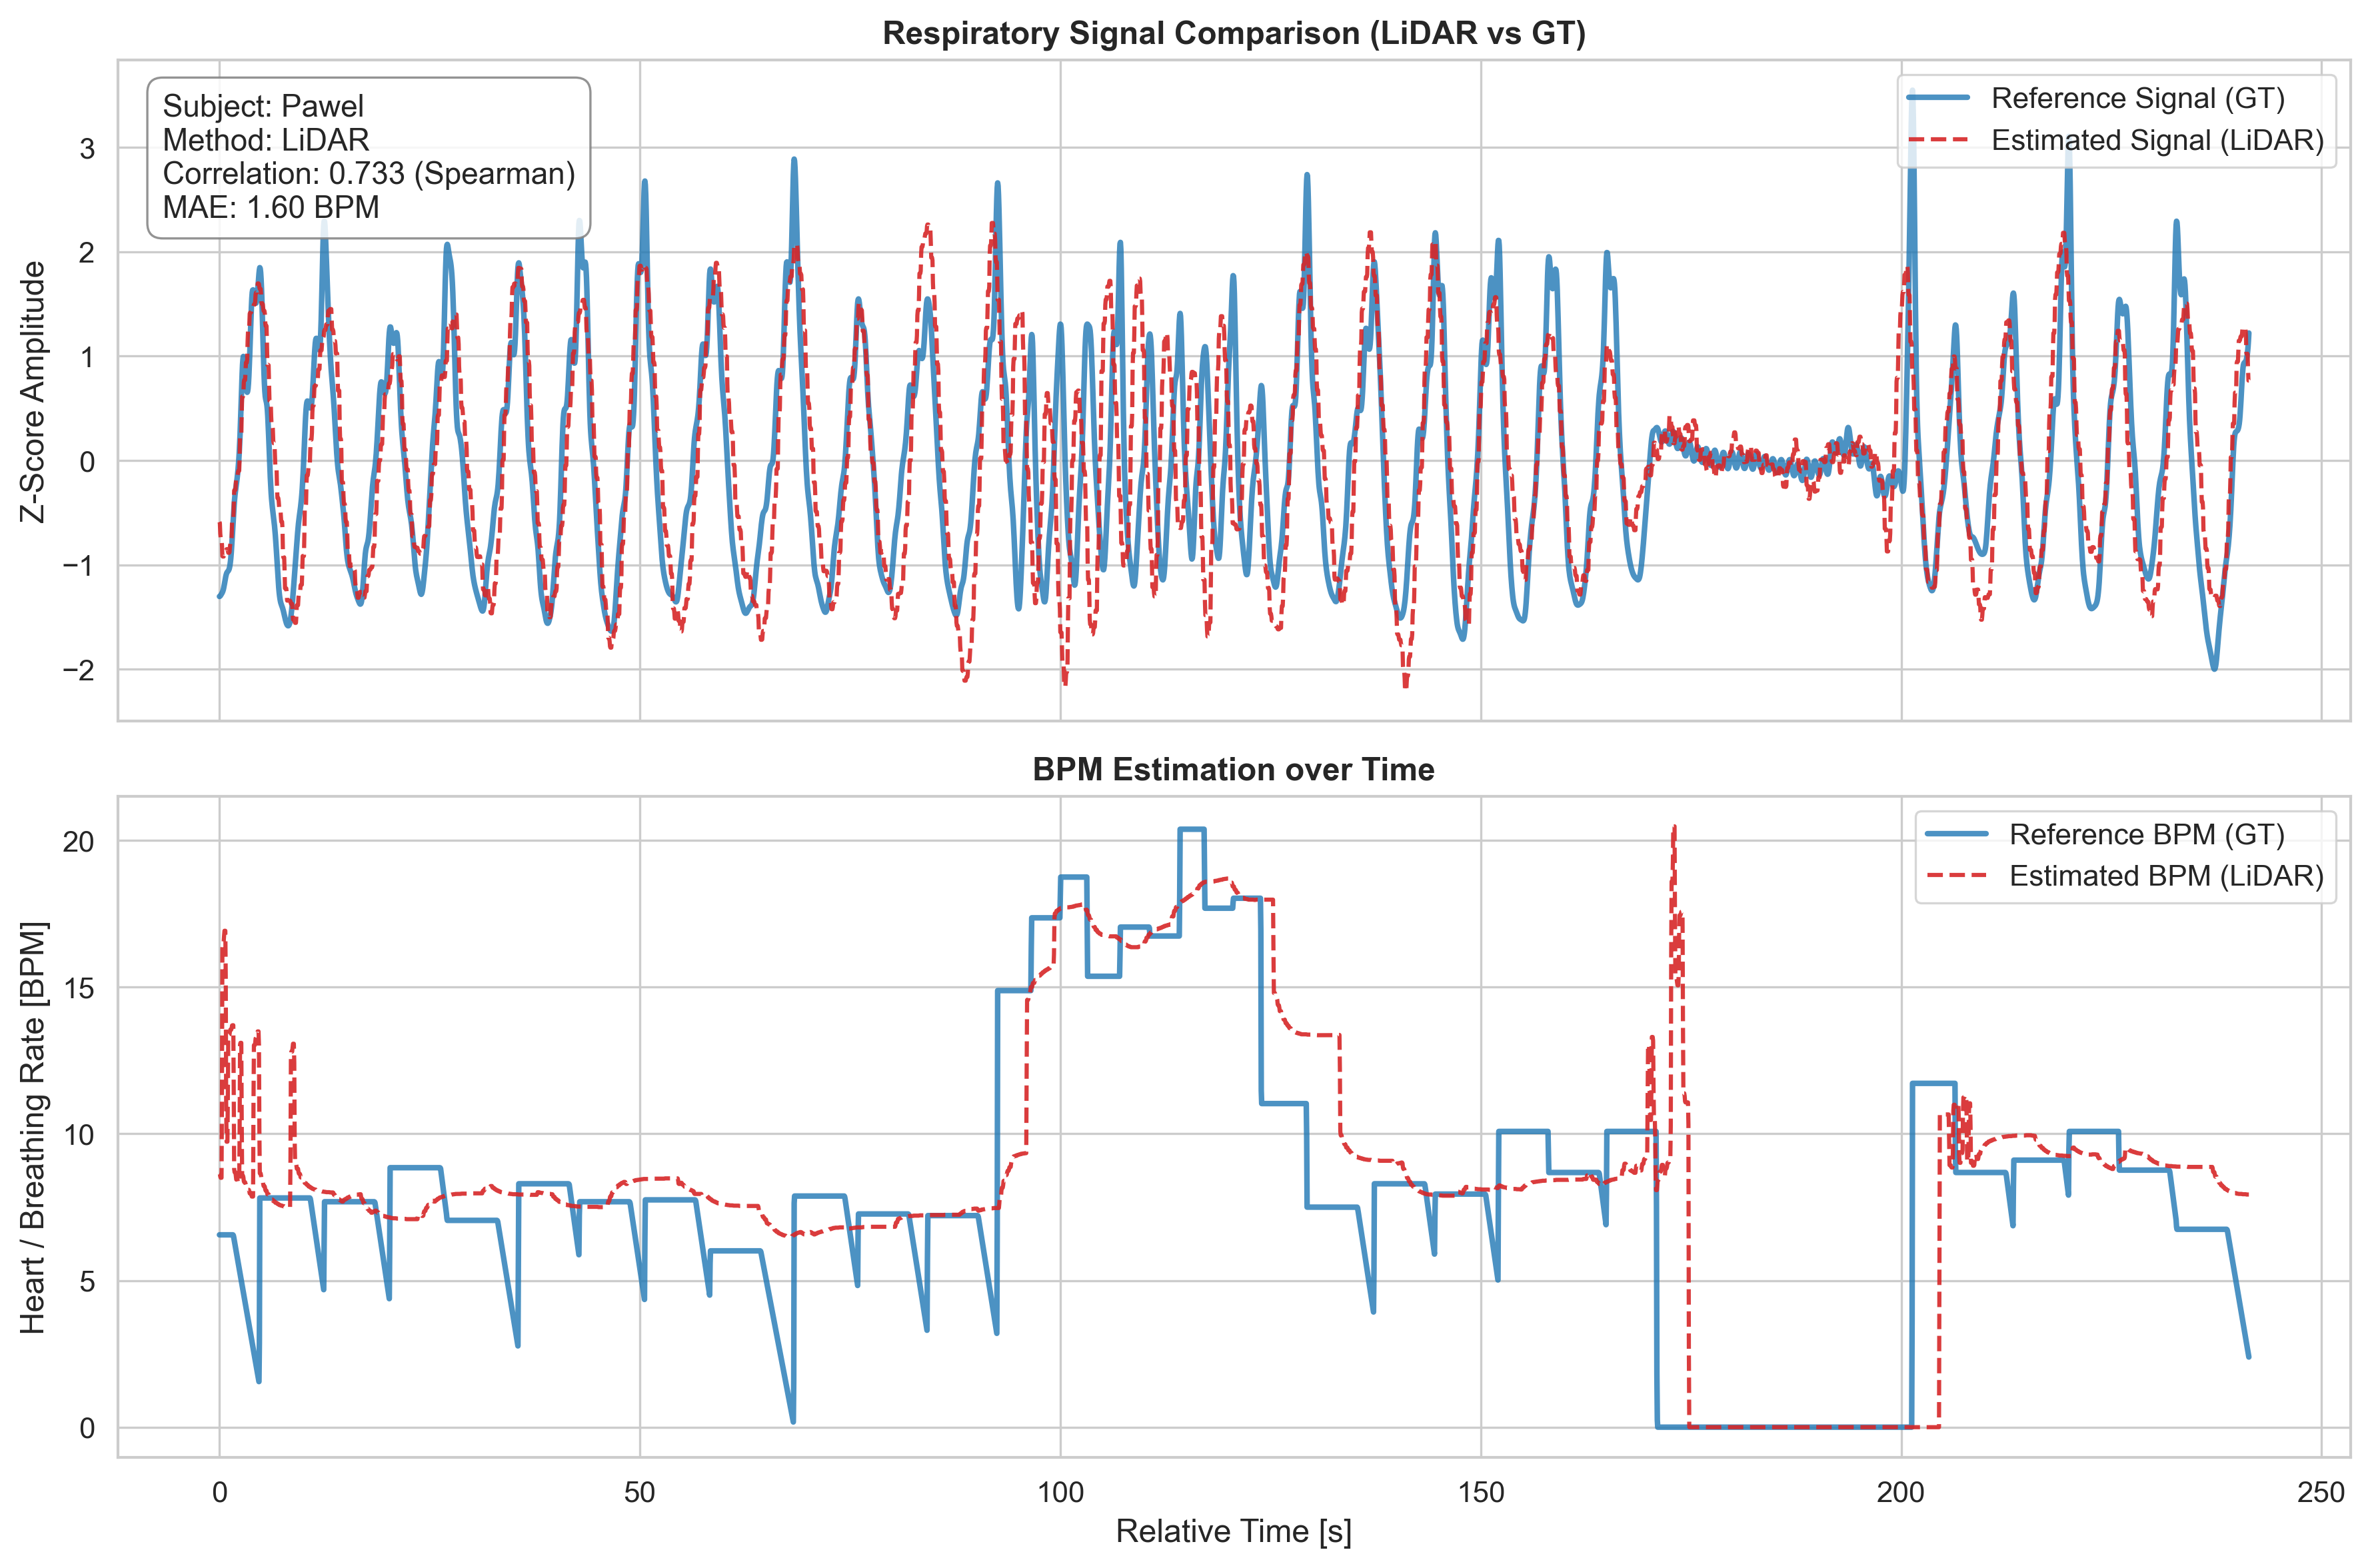 Respiratory Signal Comparison (LiDAR vs GT)
Subject: Pawel
Method: LiDAR
Correlation: 0.733 (Spearman)
MAE: 1.60 BPM
Reference Signal (GT)
Estimated Signal (LiDAR)
Z-Score Amplitude
3
2
1
0
−1
−2
BPM Estimation over Time
Reference BPM (GT)
Estimated BPM (LiDAR)
Heart / Breathing Rate [BPM]
20
15
10
5
0
0 50 100 150 200 250
Relative Time [s]